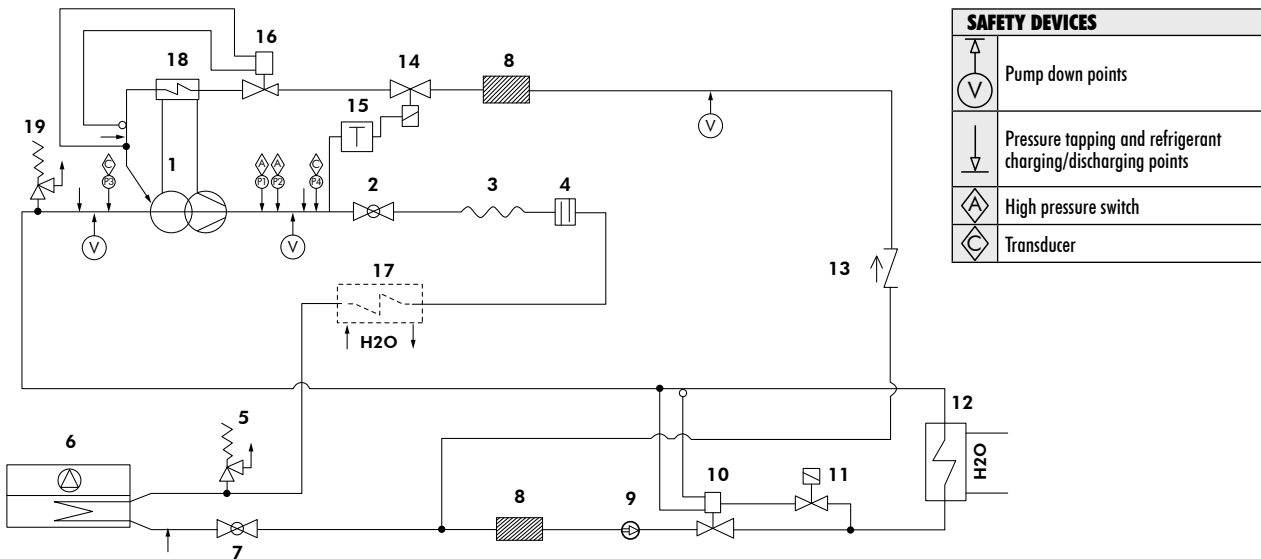 16
18
14
8
15
19
1
V
C
P3
A
P1
A
P2
C
P4
2
3
4
V
V
17
H2O
13
5
6
12
H2O
10
11
8
9
7
SAFETY DEVICES
V
Pump down points
Pressure tapping and refrigerant
charging/discharging points
A
High pressure switch
C
Transducer